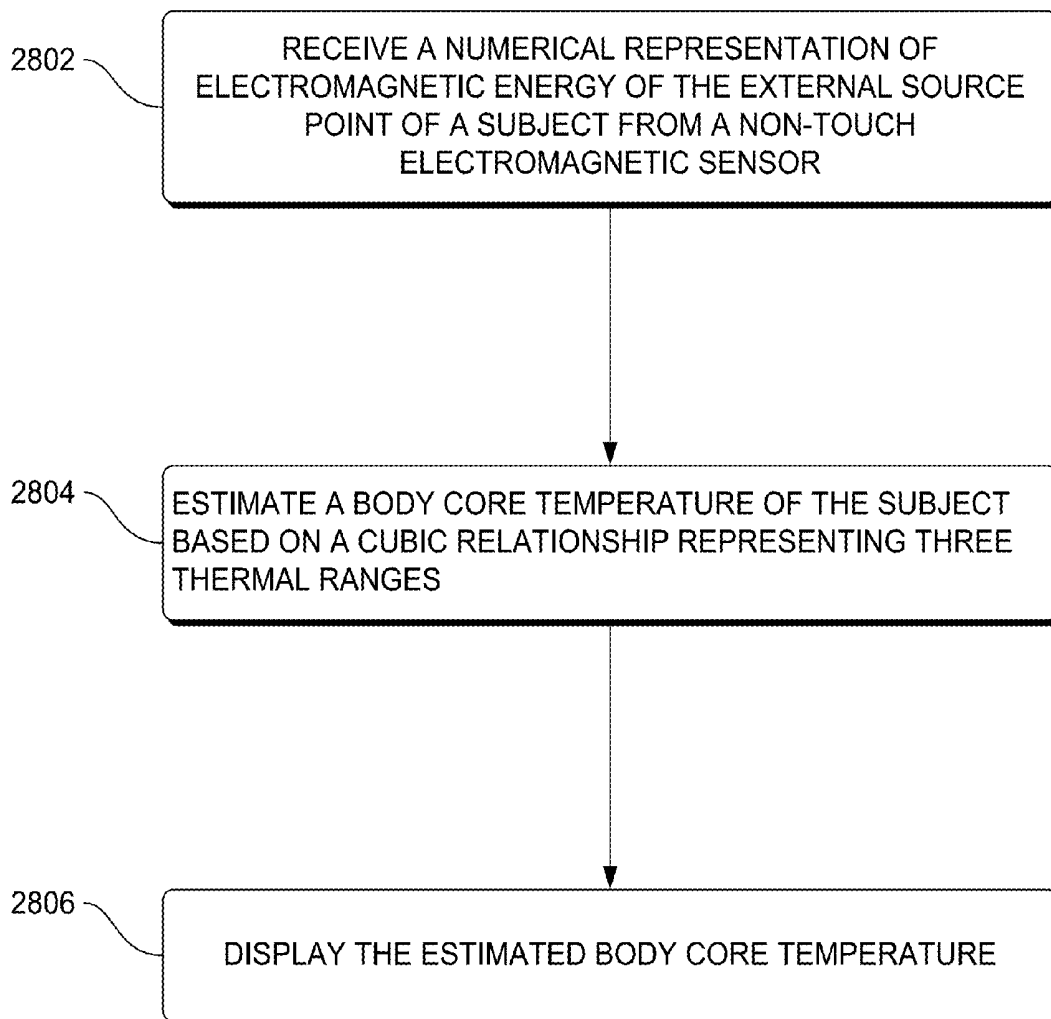 2802
RECEIVE A NUMERICAL REPRESENTATION OF
ELECTROMAGNETIC ENERGY OF THE EXTERNAL SOURCE
POINT OF A SUBJECT FROM A NON-TOUCH
ELECTROMAGNETIC SENSOR
2804
ESTIMATE A BODY CORE TEMPERATURE OF THE SUBJECT
BASED ON A CUBIC RELATIONSHIP REPRESENTING THREE
THERMAL RANGES
2806
DISPLAY THE ESTIMATED BODY CORE TEMPERATURE